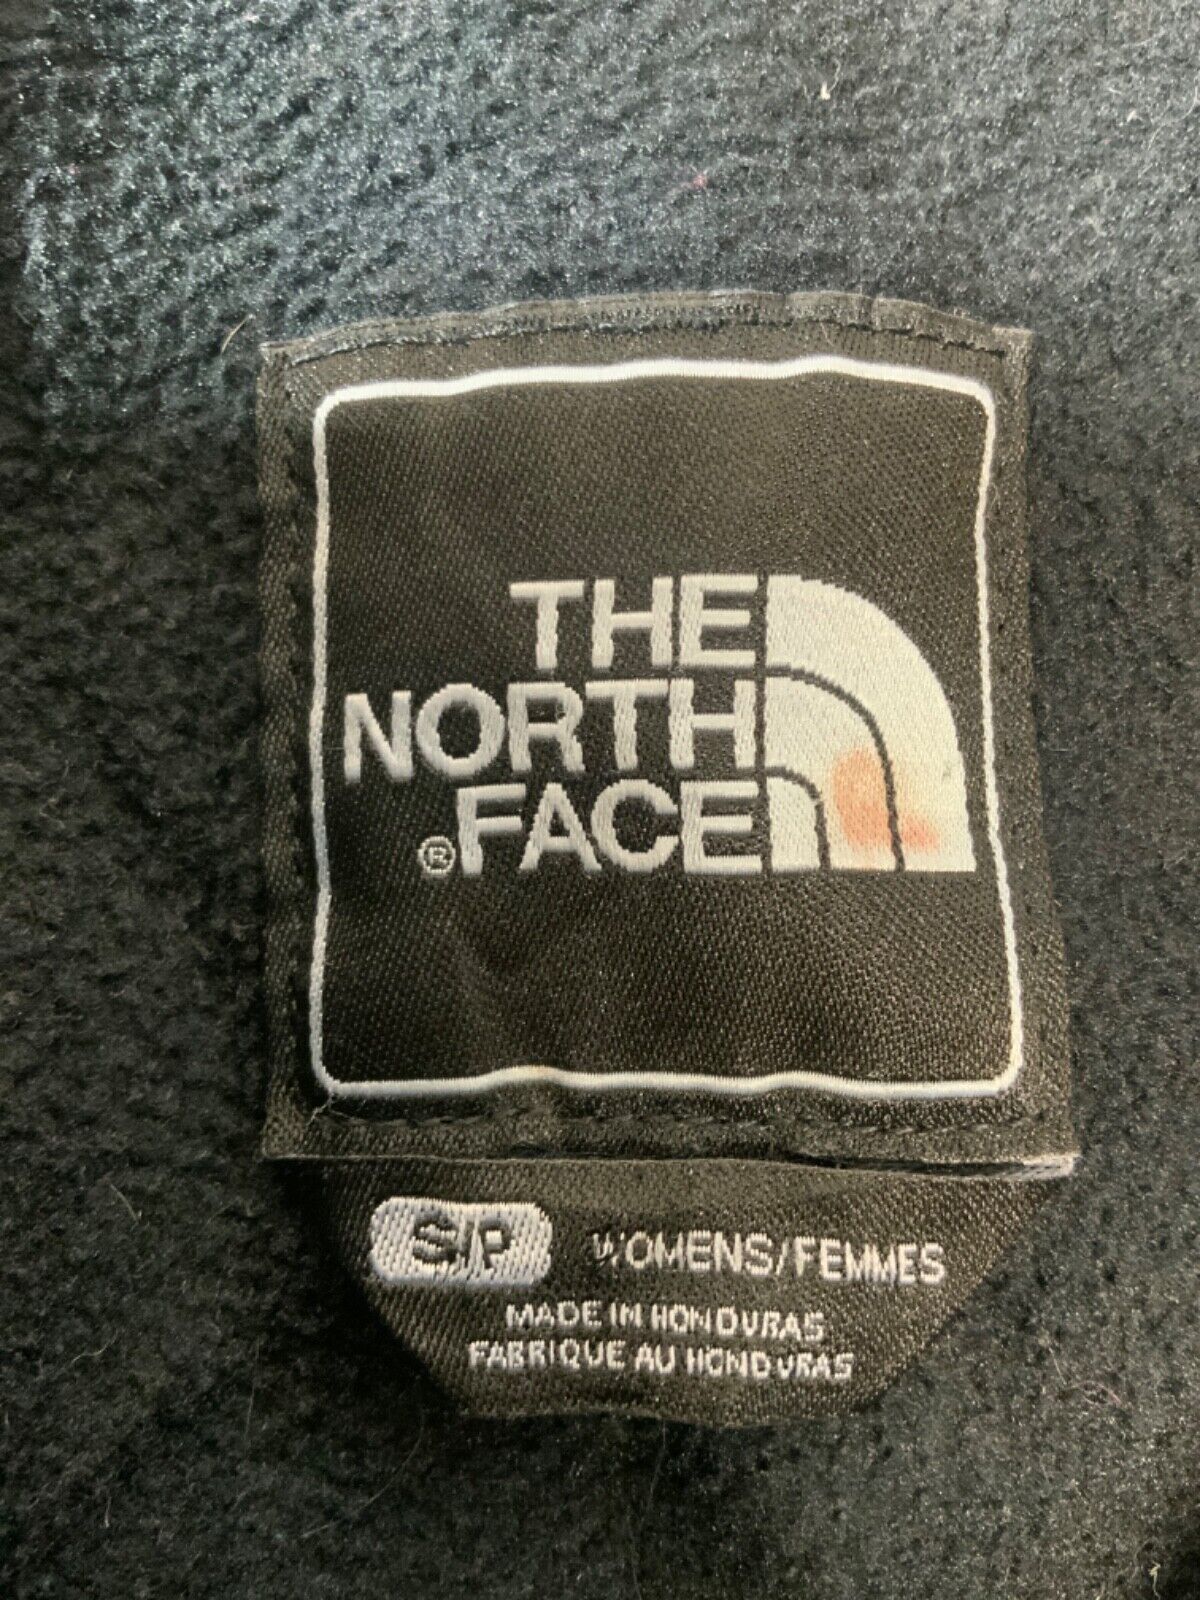 THE
NORTH
®FACE
S/P WOMENS/FEMMES
MADE IN HONDURAS
FABRIQUE AU HONDURAS